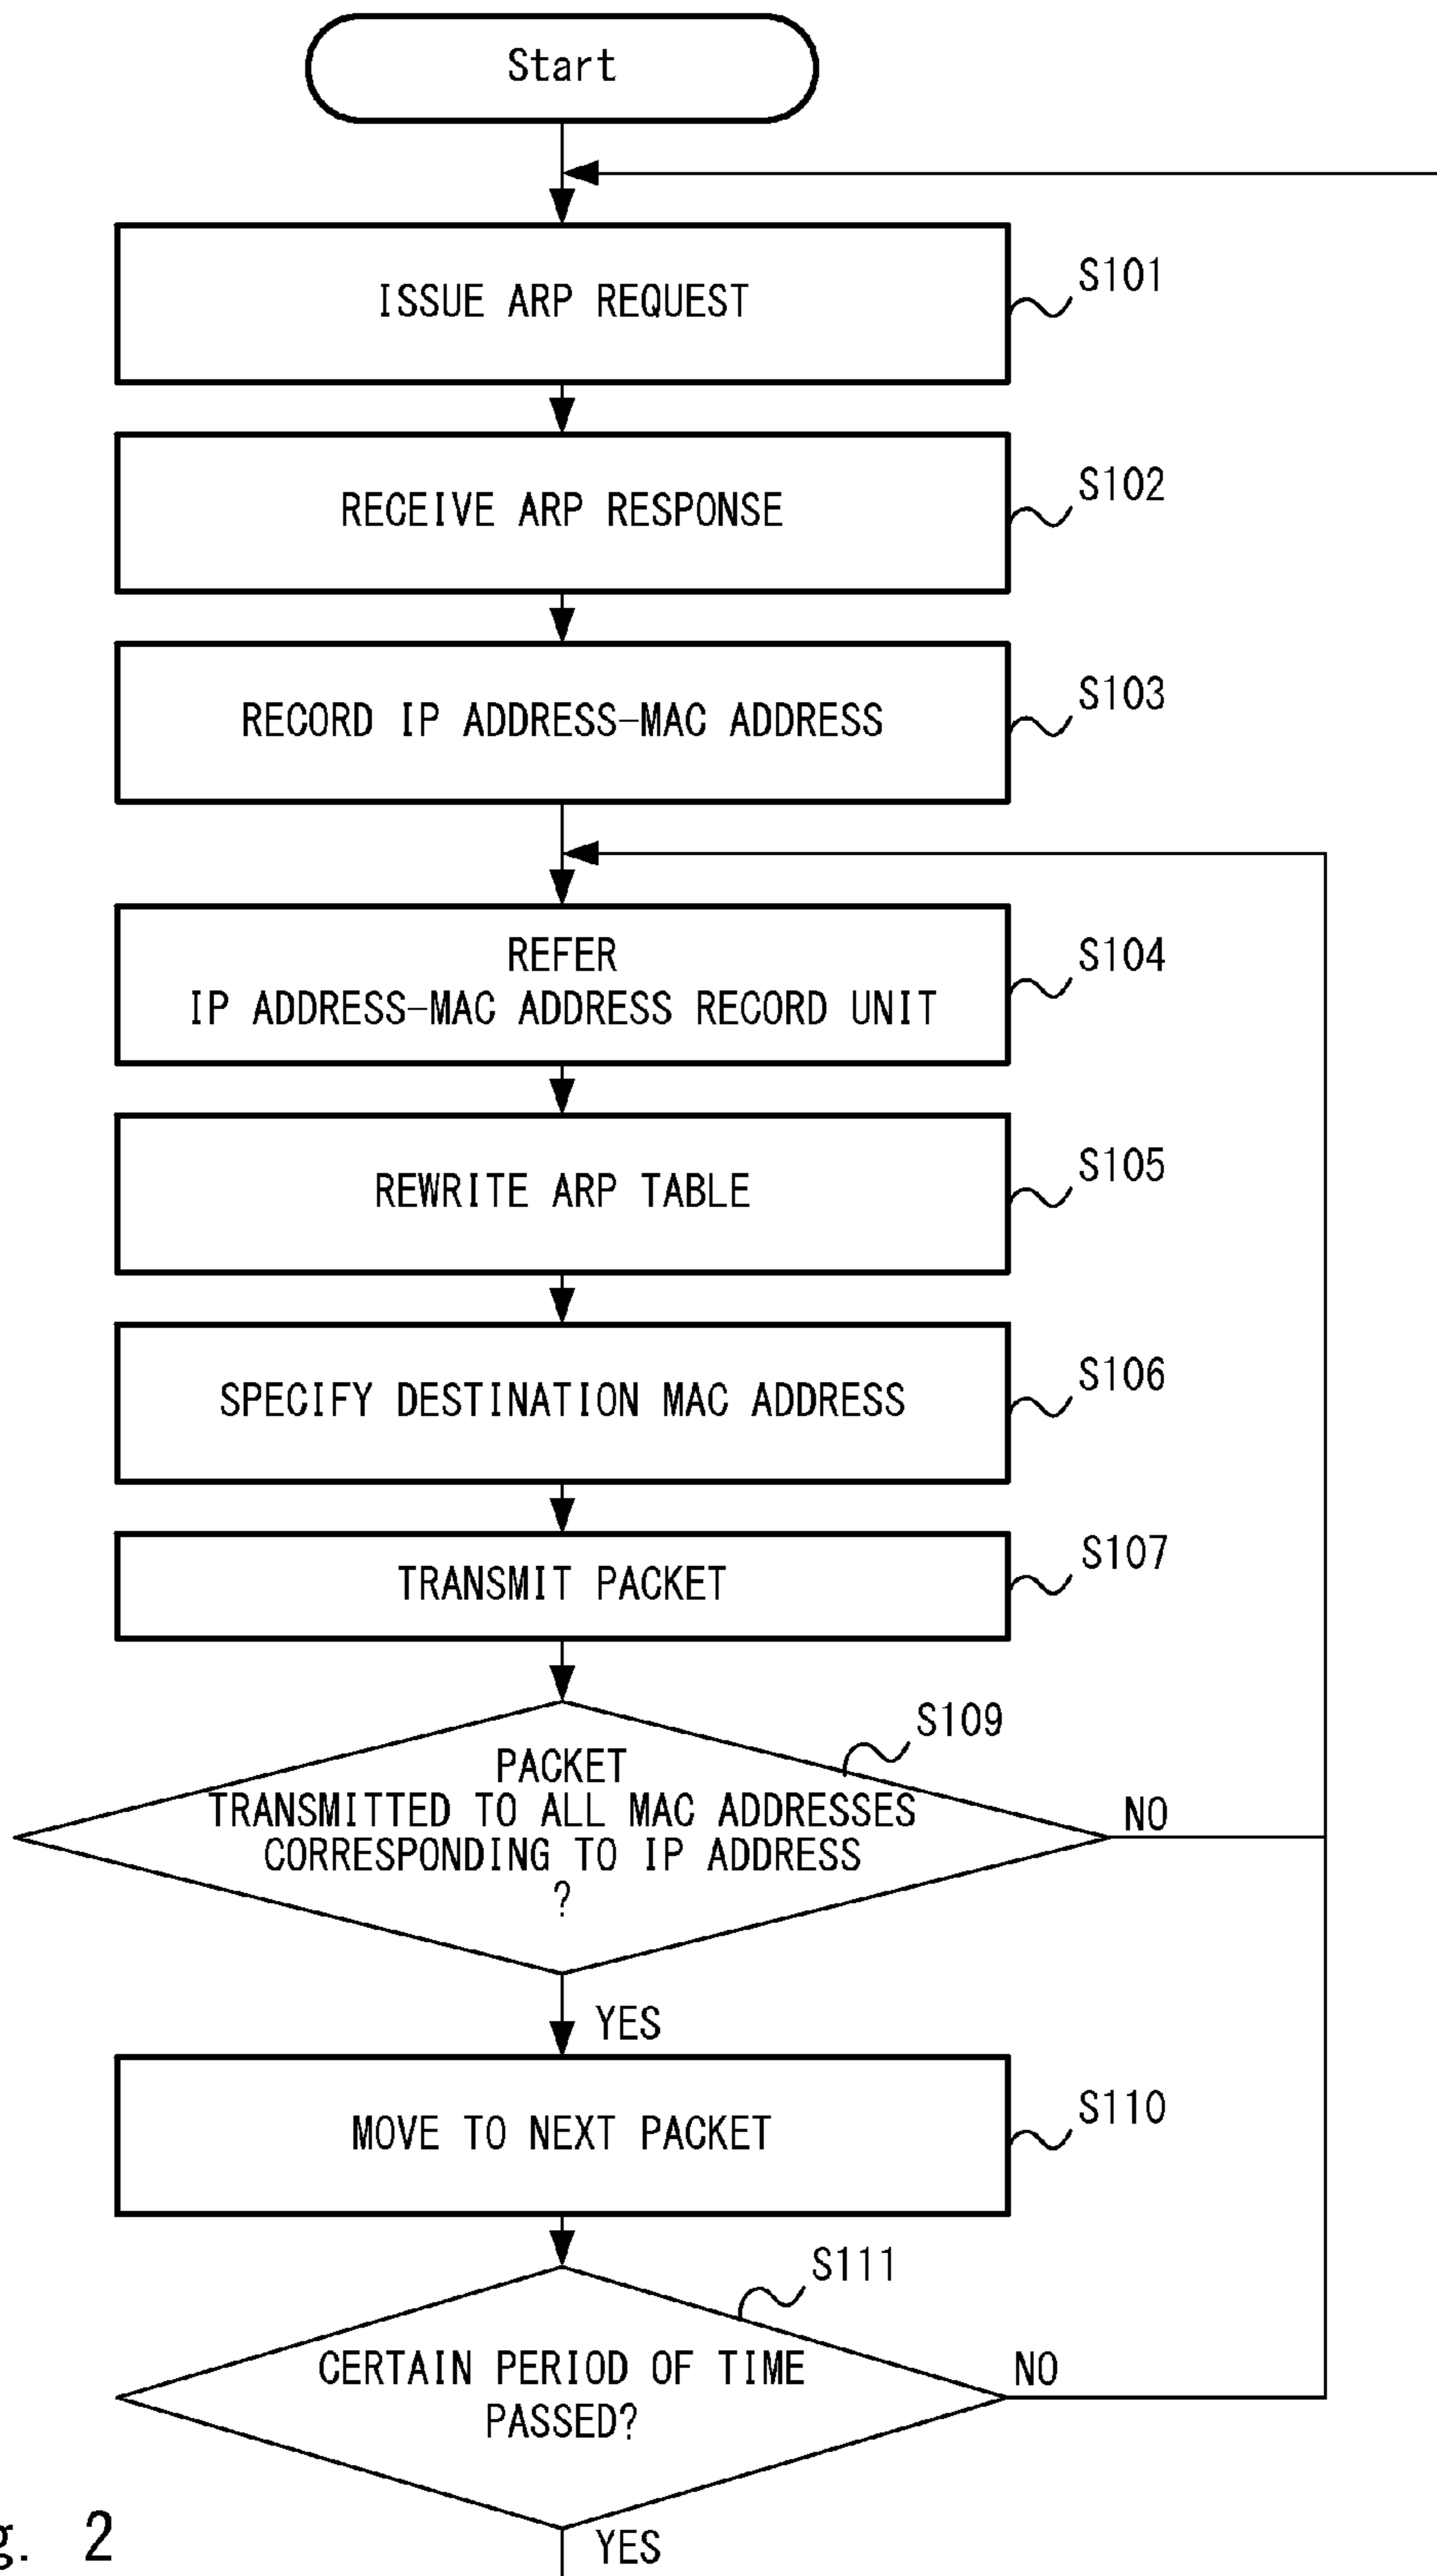 Start
ISSUE ARP REQUEST
S101
RECEIVE ARP RESPONSE
S102
RECORD IP ADDRESS-MAC ADDRESS
S103
REFER
IP ADDRESS-MAC ADDRESS RECORD UNIT
S104
REWRITE ARP TABLE
S105
SPECIFY DESTINATION MAC ADDRESS
S106
TRANSMIT PACKET
S107
S109
PACKET
TRANSMITTED TO ALL MAC ADDRESSES
CORRESPONDING TO IP ADDRESS
?
NO
YES
MOVE TO NEXT PACKET
S110
S111
CERTAIN PERIOD OF TIME
PASSED?
NO
YES
g. 2